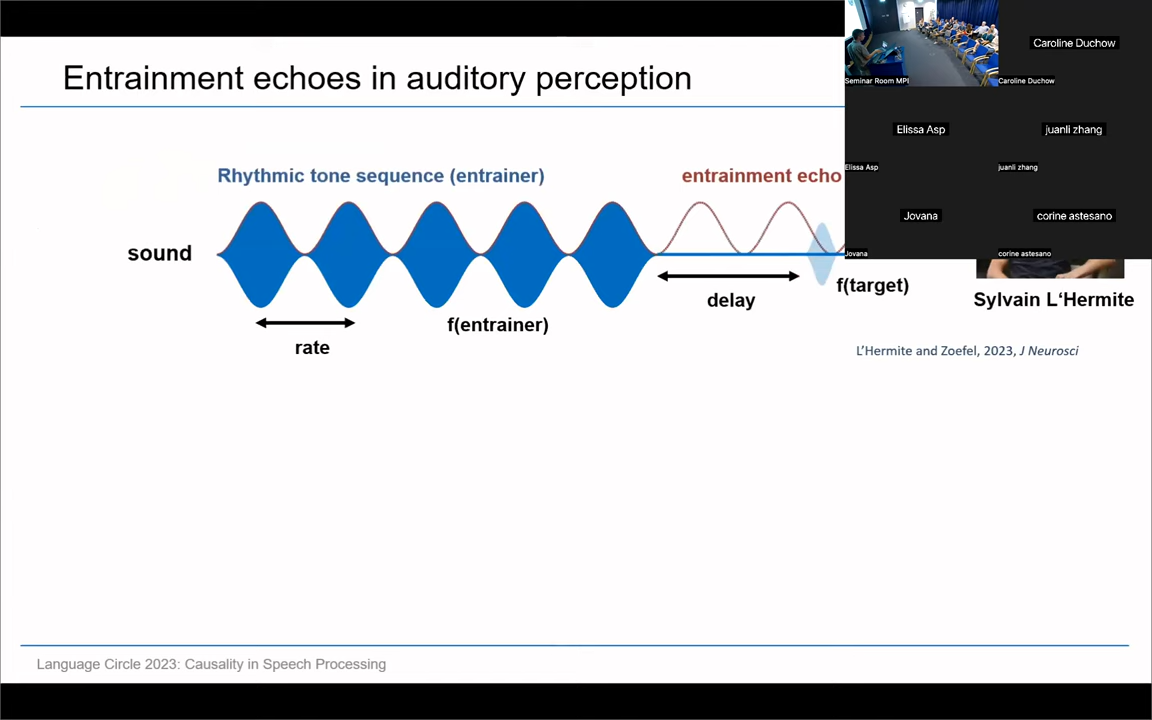 Entrainment echoes in auditory perception
Rhythmic tone sequence (entrainer)
entrainment echo
sound
f(target)
delay
f(entrainer)
rate
Sylvain L‘Hermite
L’Hermite and Zoefel, 2023, J Neurosci
Language Circle 2023: Causality in Speech Processing
Seminar Room MPI
Caroline Duchow
Caroline Duchow
Elissa Asp
juanli zhang
Elissa Asp
juanli zhang
Jovana
corine astesano
Jovana
corine astesano